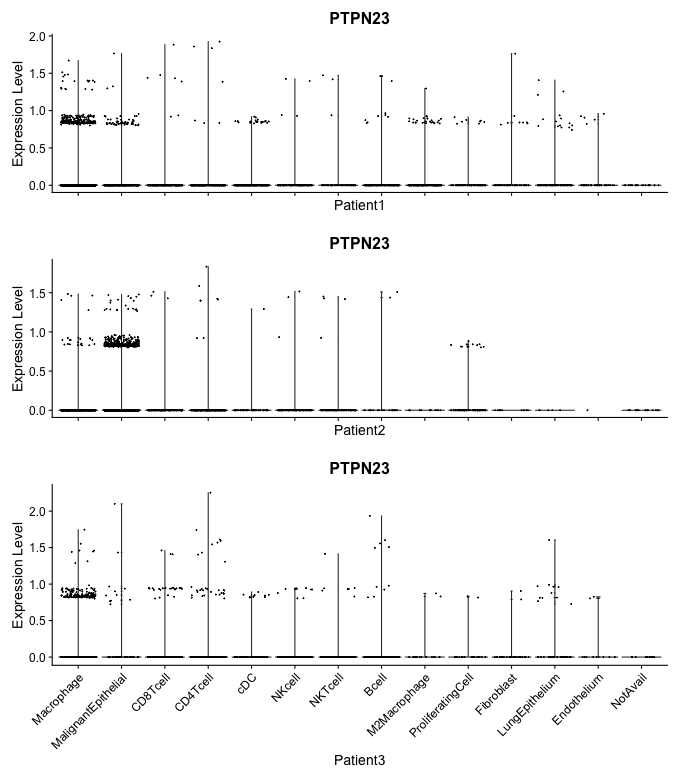 PTPN23
Expression Level
2.0
1.5
1.0
0.5
0.0
Patient1
PTPN23
Expression Level
1.5
1.0
0.5
0.0
Patient2
PTPN23
Expression Level
2.0
1.5
1.0
0.5
0.0
Macrophage
MalignantEpithelial
CD8Tcell
CD4Tcell
cDC
NKcell
NKTcell
Bcell
M2Macrophage
ProliferatingCell
Fibroblast
LungEpithelium
Endothelium
NotAvail
Patient3